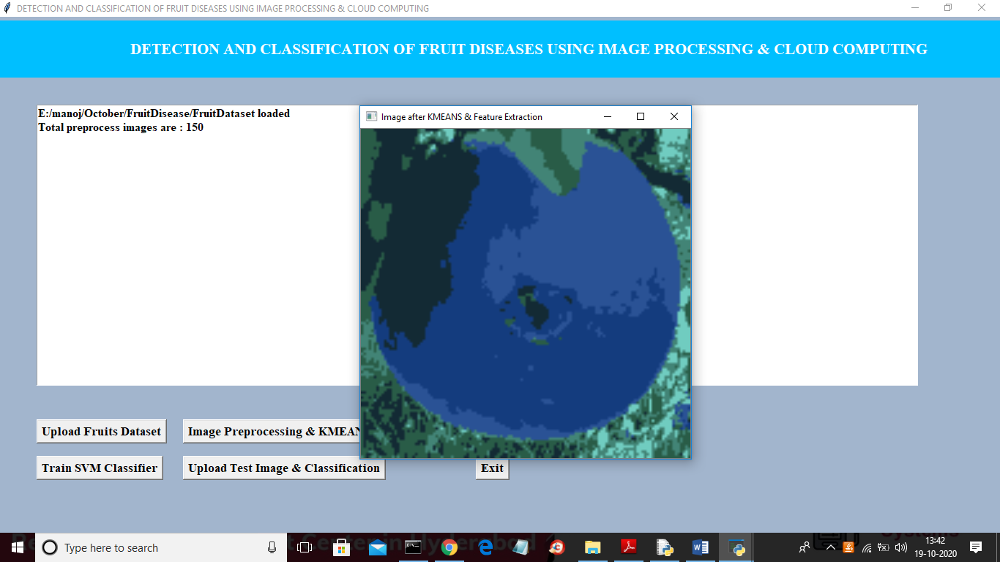 DETECTION AND CLASSIFICATION OF FRUIT DISEASES USING IMAGE PROCESSING & CLOUD COMPUTING
DETECTION AND CLASSIFICATION OF FRUIT DISEASES USING IMAGE PROCESSING & CLOUD COMPUTING
E:/manoj/October/FruitDisease/FruitDataset loaded
Total preprocess images are : 150
Image after KMEANS & Feature Extraction
Upload Fruits Dataset
Image Preprocessing & KMEAN
Train SVM Classifier
Upload Test Image & Classification
Exit
Type here to search
13:42
19-10-2020